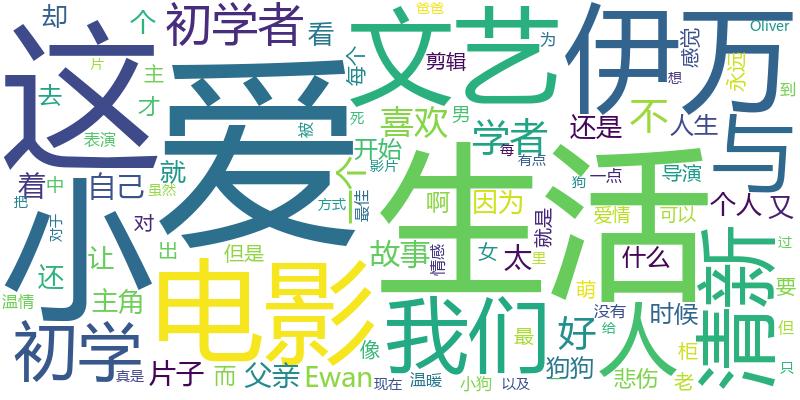 却 个 初学者 看 文艺 伊万 爸爸 Oliver
这 爱 每个 剪辑 为 感觉 永远 到
片 主 喜欢 男 想
去 才 被 死 不 人生 与
表演 就 开始 学者 还是
每 有点 影片 导演
着 中 自己 虽然 一个 生活 狗 一点
把 小 方式 最佳 啊 因为 爱情 可以 个人 又
对于 对 就是
还 让 出 但是 故事 情感 女 太 里 什么 清新 过
温情 主角 电影 我们 萌 人 没有 时候 要 但
初学 像 最 给 好 柜 只
真是 片子 而 父亲 Ewan 现在 温暖 小狗 以及 狗狗 悲伤 老